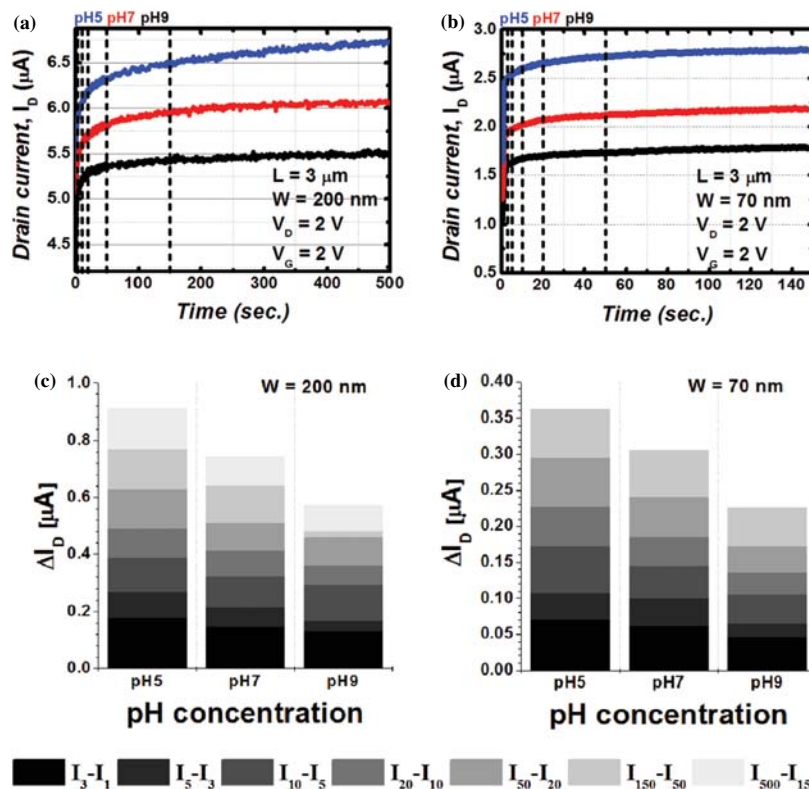 (a)
pH5 pH7 pH9
Drain current, I_D (μA)
6.5
6.0
5.5
5.0
4.5
L = 3 μm
W = 200 nm
V_D = 2 V
V_G = 2 V
0 100 200 300 400 500
Time (sec.)
(b)
pH5 pH7 pH9
Drain current, I_D (μA)
3.0
2.5
2.0
1.5
1.0
0.5
L = 3 μm
W = 70 nm
V_D = 2 V
V_G = 2 V
0 20 40 60 80 100 120 140
Time (sec.)
(c)
W = 200 nm
ΔI_D [μA]
1.0
0.8
0.6
0.4
0.2
0.0
pH5 pH7 pH9
pH concentration
(d)
W = 70 nm
ΔI_D [μA]
0.40
0.35
0.30
0.25
0.20
0.15
0.10
0.05
0.00
pH5 pH7 pH9
pH concentration
I_3-I_1 I_5-I_3 I_10-I_5 I_20-I_10 I_50-I_20 I_150-I_50 I_500-I_15